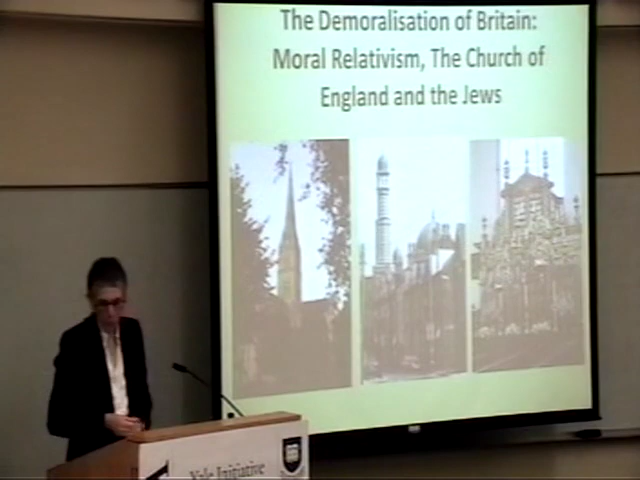 The Demoralisation of Britain:
Moral Relativism, The Church of
England and the Jews
Yale Initiative